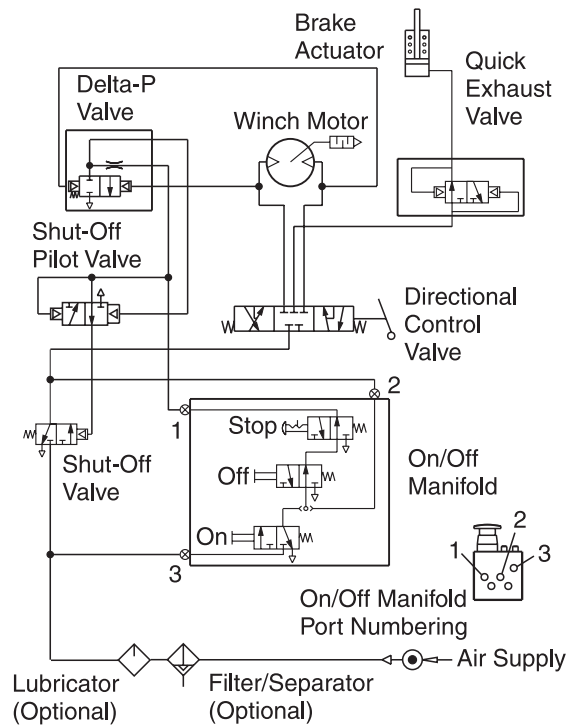 Brake
Actuator
Quick
Exhaust
Valve
Delta-P
Valve
Winch Motor
Shut-Off
Pilot Valve
Directional
Control
Valve
2
1
Stop
Off
On
3
Shut-Off
Valve
On/Off
Manifold
2
1
3
On/Off Manifold
Port Numbering
Air Supply
Lubricator
(Optional)
Filter/Separator
(Optional)